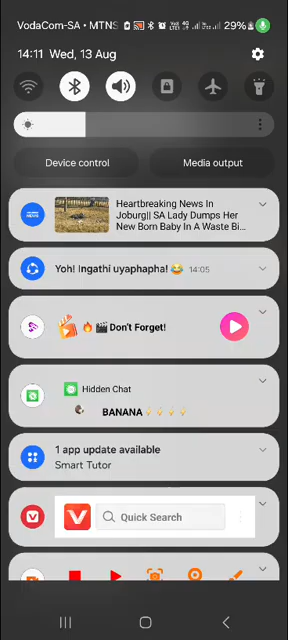 VodaCom-SA • MTNS 29%
14:11 Wed, 13 Aug
Device control
Media output
Heartbreaking News In
Joburg|| SA Lady Dumps Her
New Born Baby In A Waste Bi...
Yoh! Ingathi uyaphapha! 😂 14:05
🔥🎬Don't Forget!
Hidden Chat
BANANA
1 app update available
Smart Tutor
Quick Search